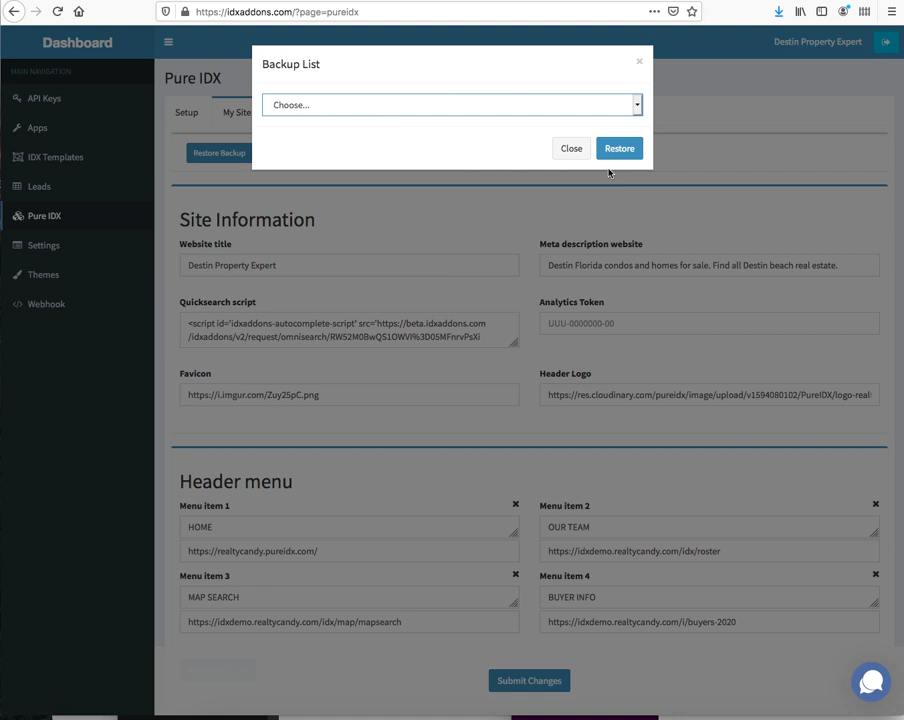 https://idxaddons.com/?page=pureidx
Dashboard
Destin Property Expert
MAIN NAVIGATION
API Keys
Apps
IDX Templates
Leads
Pure IDX
Settings
Themes
Webhook
Pure IDX
Setup
My Site
Restore Backup
Backup List
×
Choose...
Close
Restore
Site Information
Website title
Destin Property Expert
Meta description website
Destin Florida condos and homes for sale. Find all Destin beach real estate.
Quicksearch script
<script id='idxaddons-autocomplete-script' src='https://beta.idxaddons.com
/idxaddons/v2/request/omnisearch/RW52M0BwQS1OWVl%3D05MFnrvPsXi
Analytics Token
UUU-0000000-00
Favicon
https://i.imgur.com/Zuy25pC.png
Header Logo
https://res.cloudinary.com/pureidx/image/upload/v1594080102/PureIDX/logo-real
Header menu
Menu item 1
HOME
https://realtycandy.pureidx.com/
Menu item 2
OUR TEAM
https://idxdemo.realtycandy.com/idx/roster
Menu item 3
MAP SEARCH
https://idxdemo.realtycandy.com/idx/map/mapsearch
Menu item 4
BUYER INFO
https://idxdemo.realtycandy.com/i/buyers-2020
Submit Changes